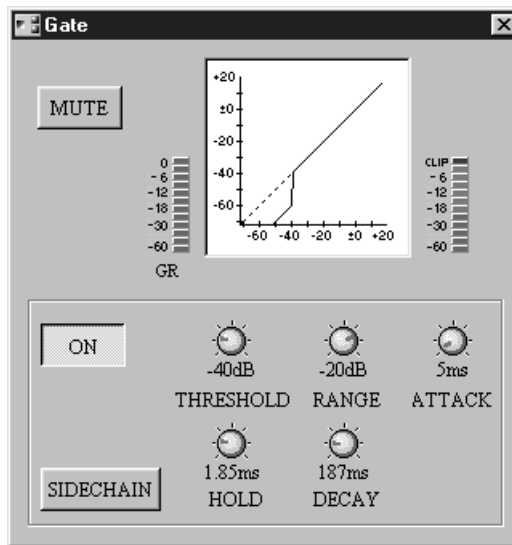 Gate
MUTE
+20
±0
-20
-40
-60
-60 -40 -20 ±0 +20
0
-6
-12
-18
-30
-60
GR
CLIP
-6
-12
-18
-30
-60
ON
-40dB
THRESHOLD
-20dB
RANGE
5ms
ATTACK
SIDECHAIN
1.85ms
HOLD
187ms
DECAY